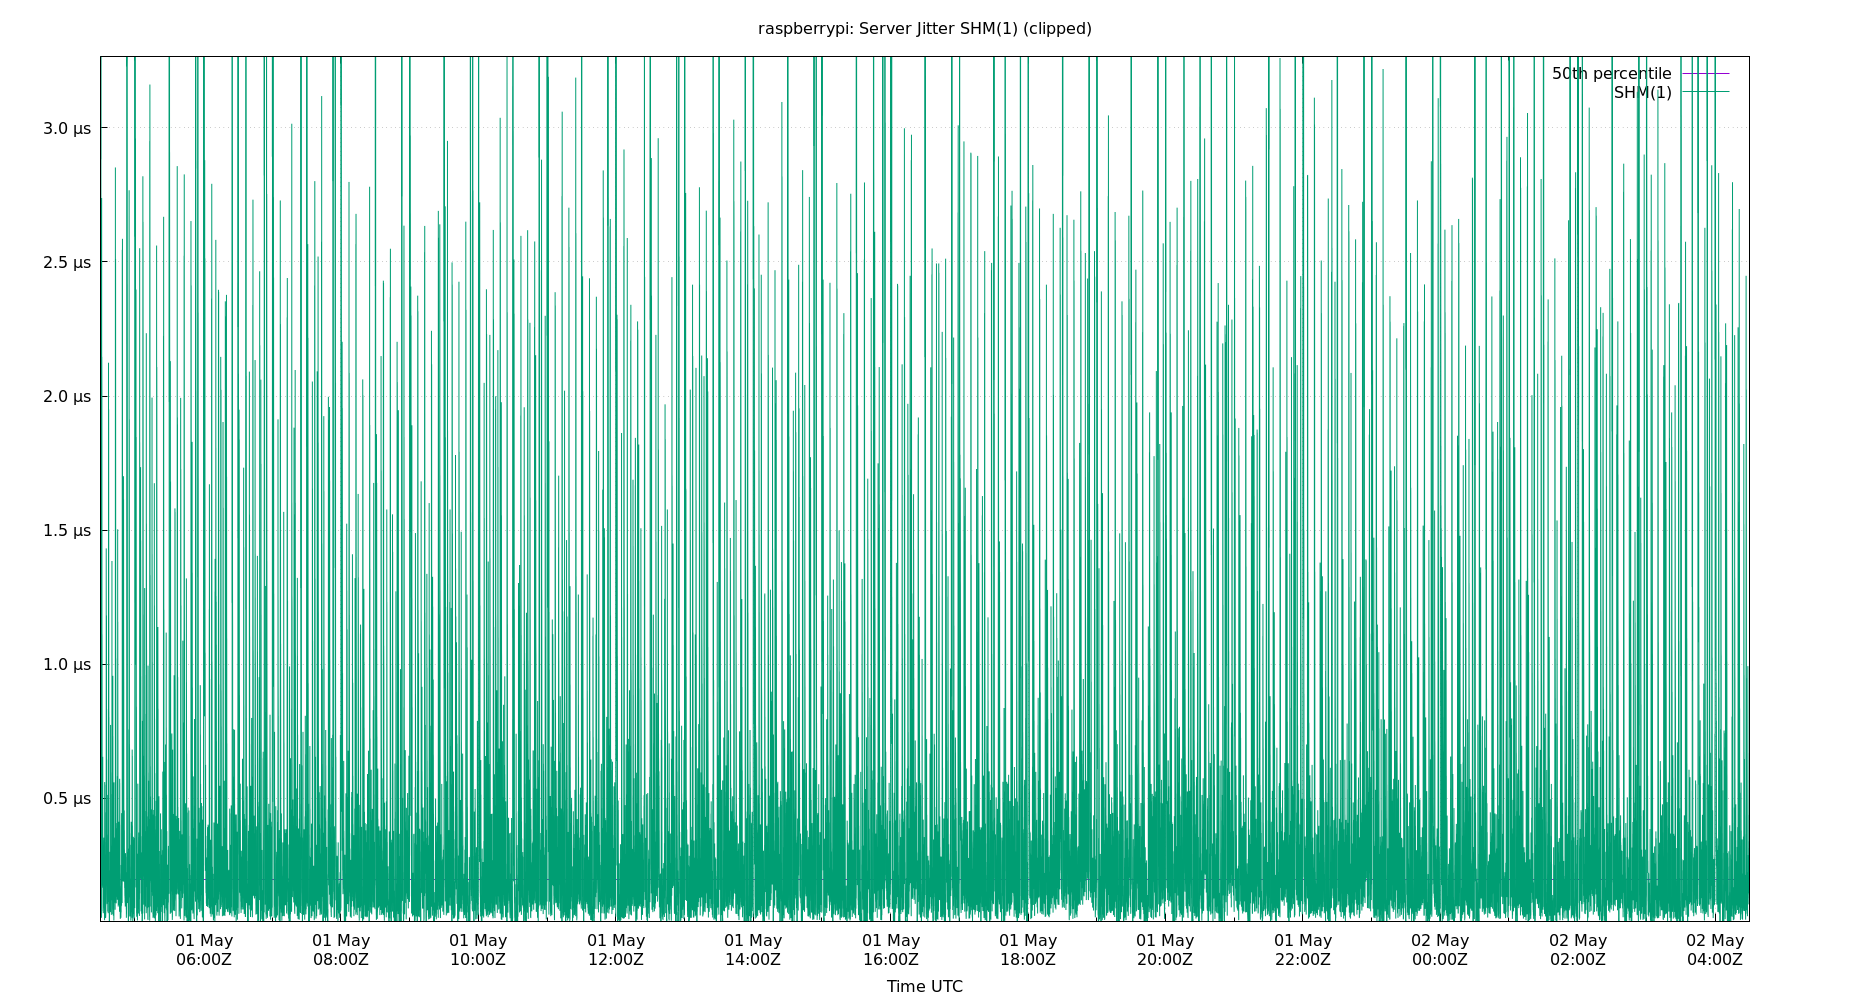 raspberrypi: Server Jitter SHM(1) (clipped)
50th percentile
SHM(1)
3.0 µs
2.5 µs
2.0 µs
1.5 µs
1.0 µs
0.5 µs
01 May 01 May 01 May 01 May 01 May 01 May 01 May 01 May 01 May 02 May 02 May 02 May
06:00Z 08:00Z 10:00Z 12:00Z 14:00Z 16:00Z 18:00Z 20:00Z 22:00Z 00:00Z 02:00Z 04:00Z
Time UTC